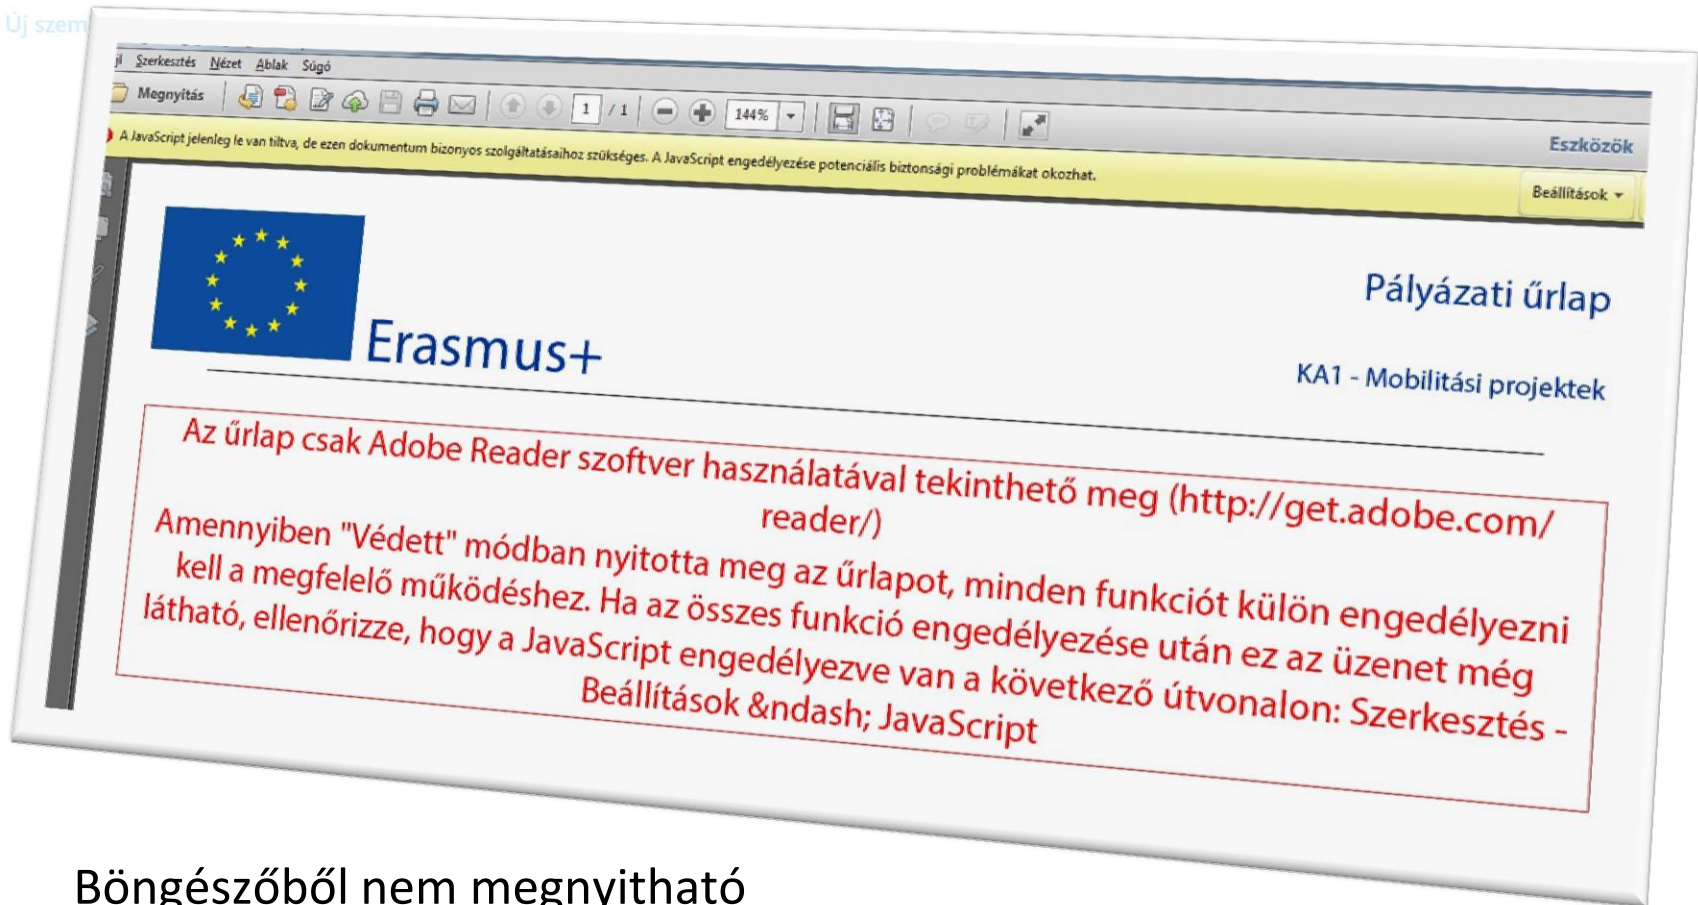 Új szem
Szerkesztés Nézet Ablak Súgó
Megnyitás 1 / 1 144%
Eszközök
A JavaScript jelenleg le van tiltva, de ezen dokumentum bizonyos szolgáltatásaihoz szükséges. A JavaScript engedélyezése potenciális biztonsági problémákat okozhat.
Beállítások
Pályázati űrlap
Erasmus+
KA1 - Mobilitási projektek
Az űrlap csak Adobe Reader szoftver használatával tekinthető meg (http://get.adobe.com/
reader/)
Amennyiben "Védett" módban nyitotta meg az űrlapot, minden funkciót külön engedélyezni
kell a megfelelő működéshez. Ha az összes funkció engedélyezése után ez az üzenet még
látható, ellenőrizze, hogy a JavaScript engedélyezve van a következő útvonalon: Szerkesztés -
Beállítások &ndash; JavaScript
Böngészőből nem megnyitható